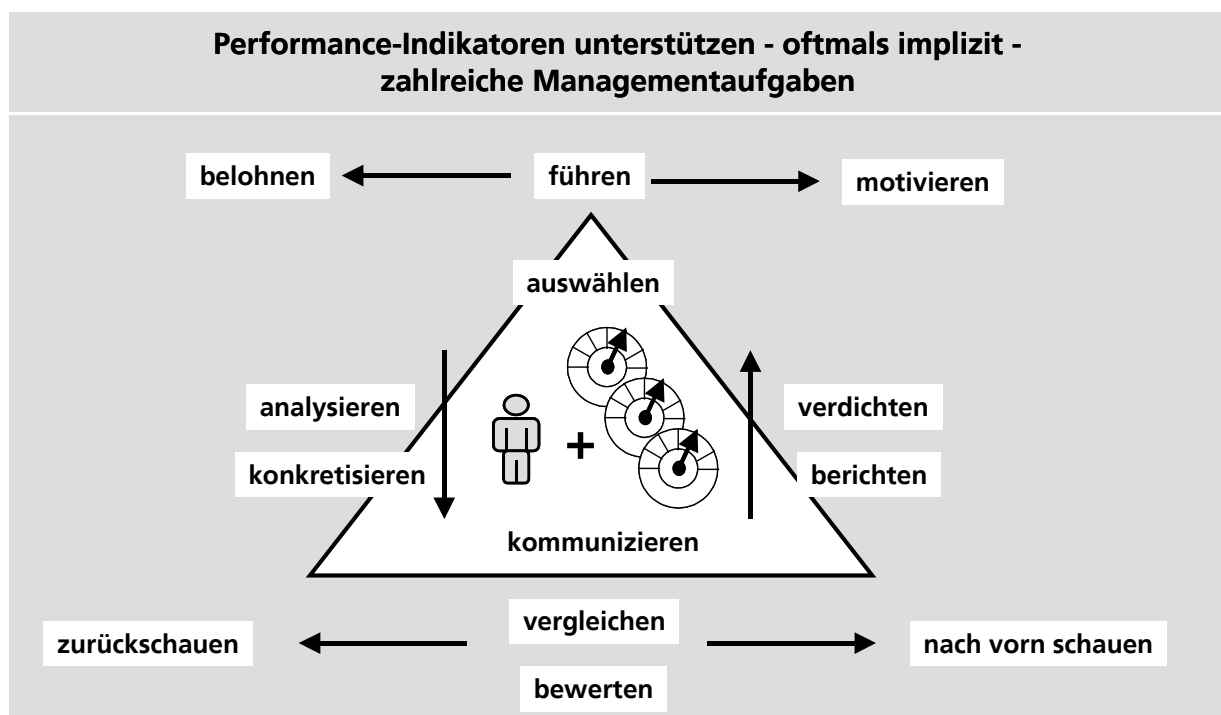 Performance-Indikatoren unterstützen - oftmals implizit -
zahlreiche Managementaufgaben
belohnen
führen
motivieren
auswählen
analysieren
verdichten
+
konkretisieren
berichten
kommunizieren
vergleichen
zurückschauen
nach vorn schauen
bewerten